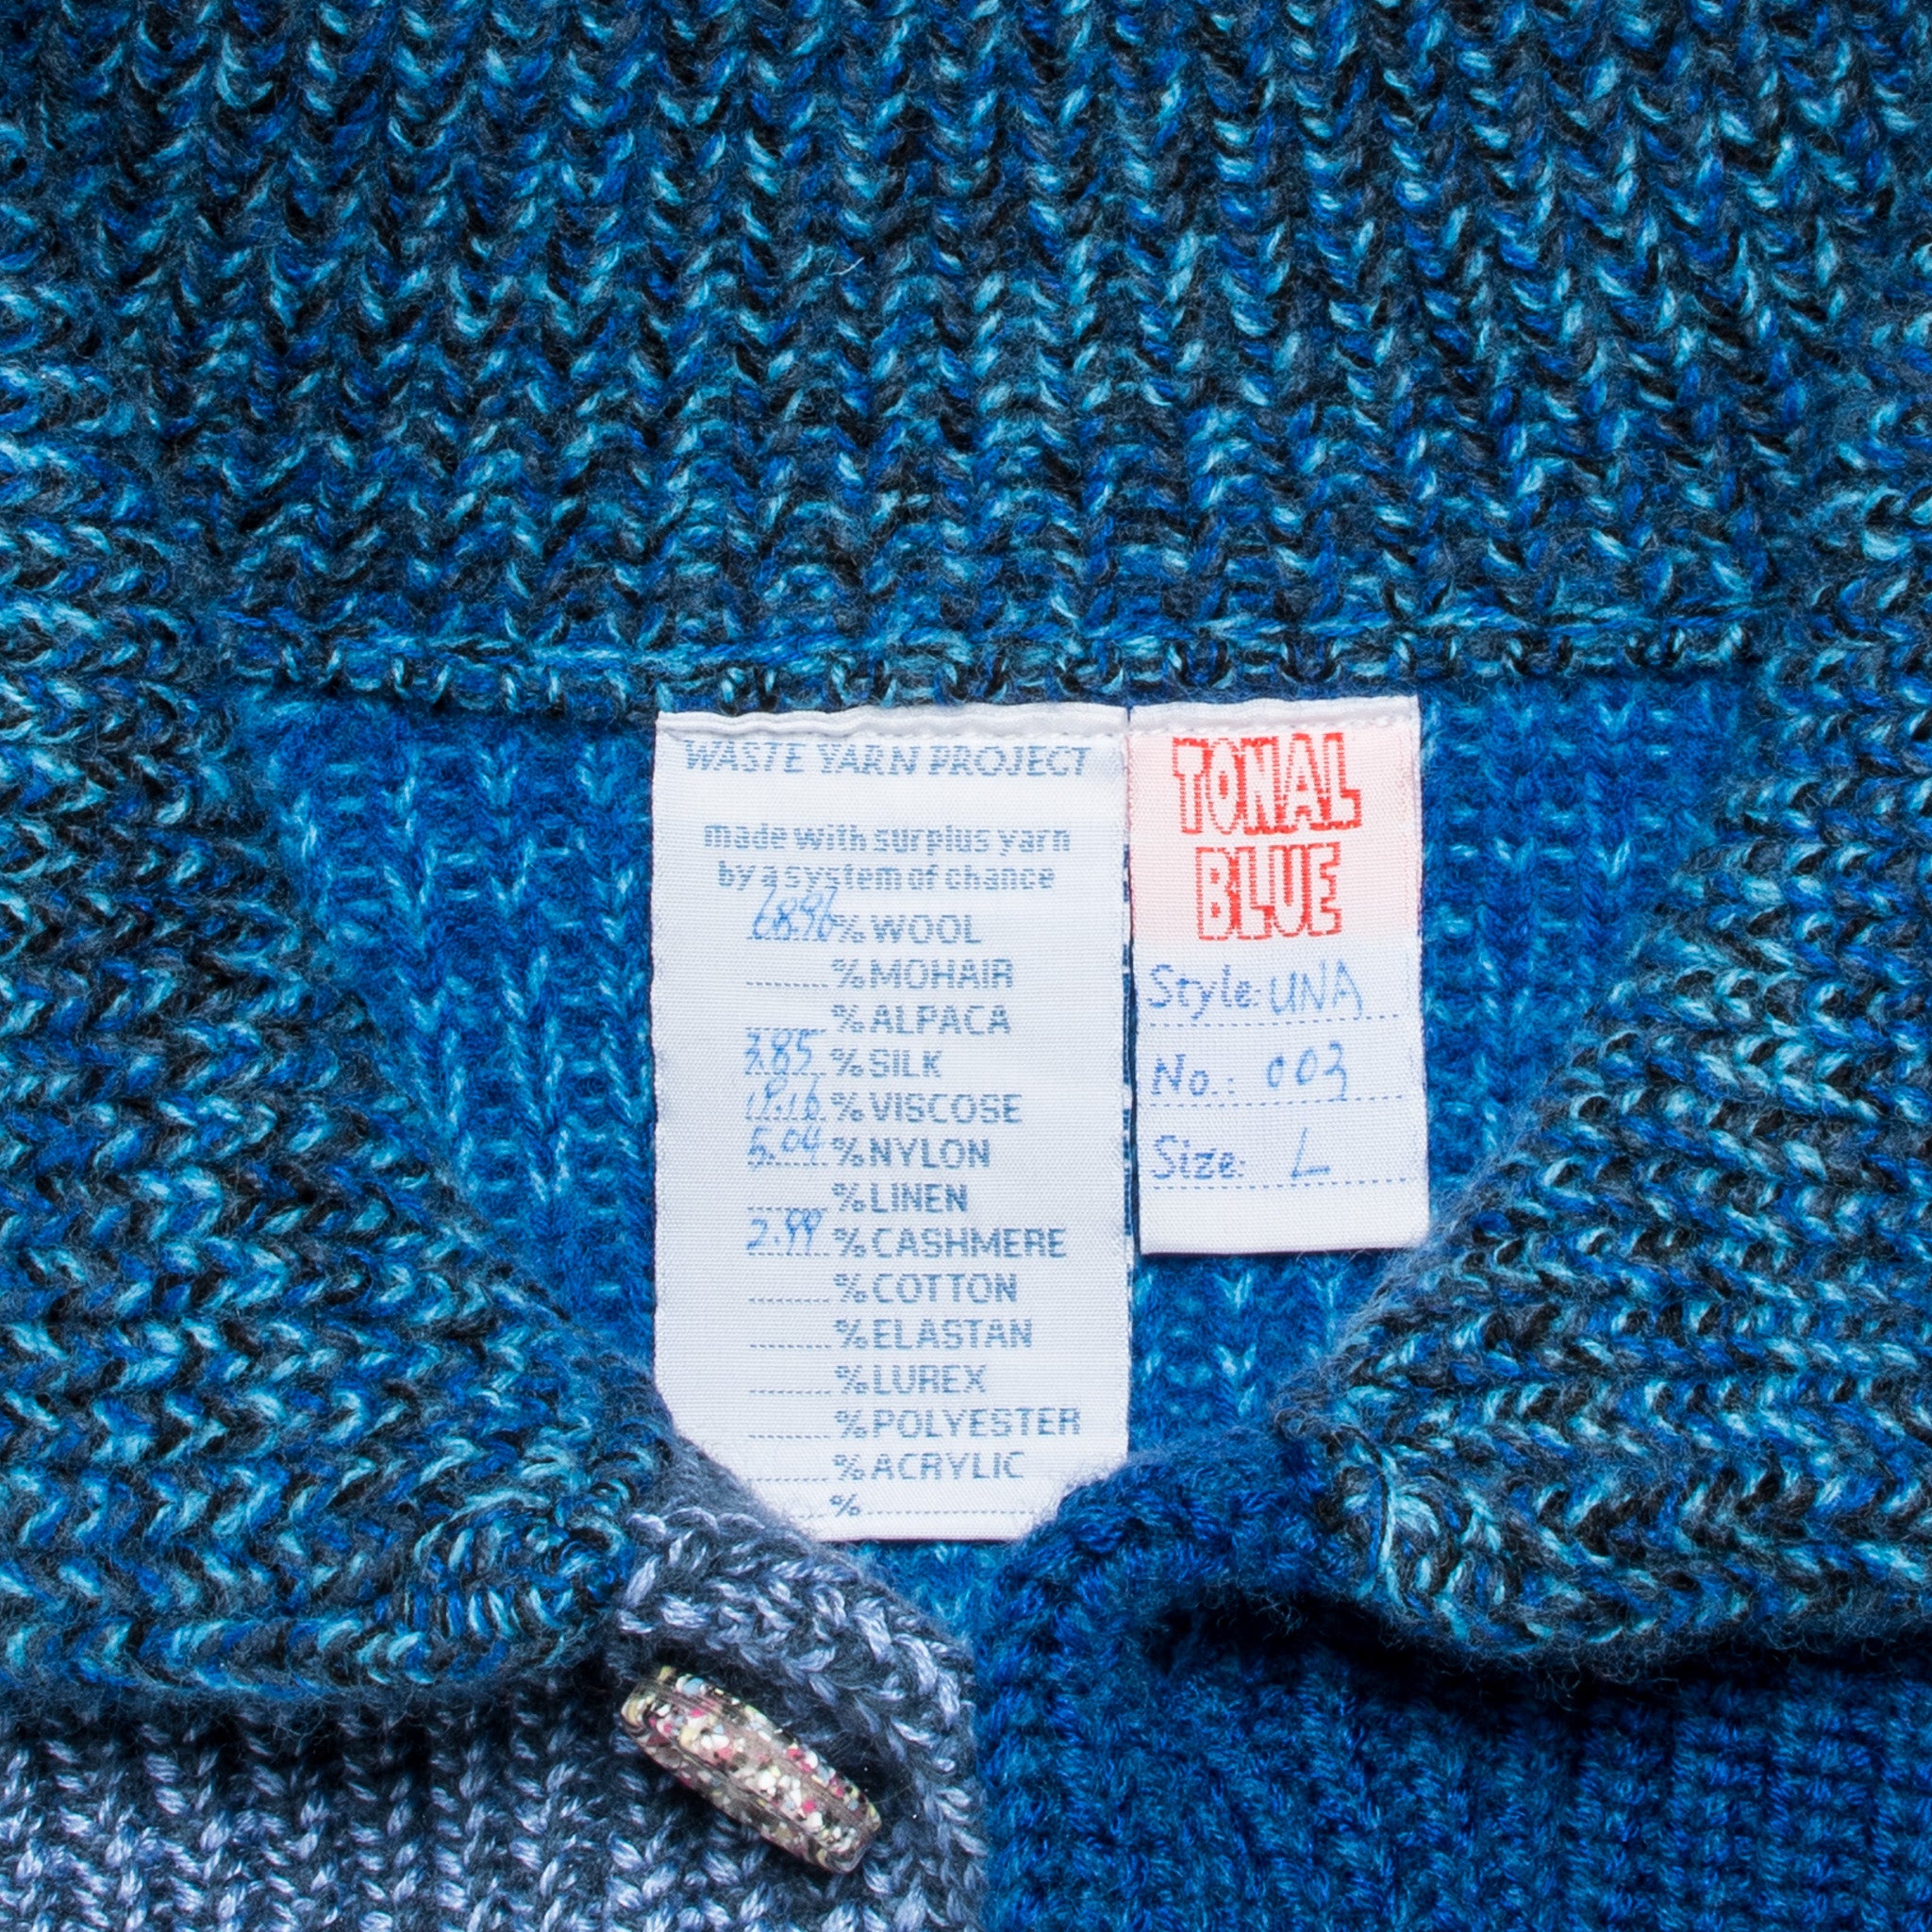 WASTE YARN PROJECT
made with surplus yarn
by a system of chance
68.96% WOOL
% MOHAIR
% ALPACA
3.85 % SILK
19.16 % VISCOSE
5.04 % NYLON
% LINEN
2.99 % CASHMERE
% COTTON
% ELASTAN
% LUREX
% POLYESTER
% ACRYLIC
%
TONAL
BLUE
Style: UNA
No.: 003
Size: L